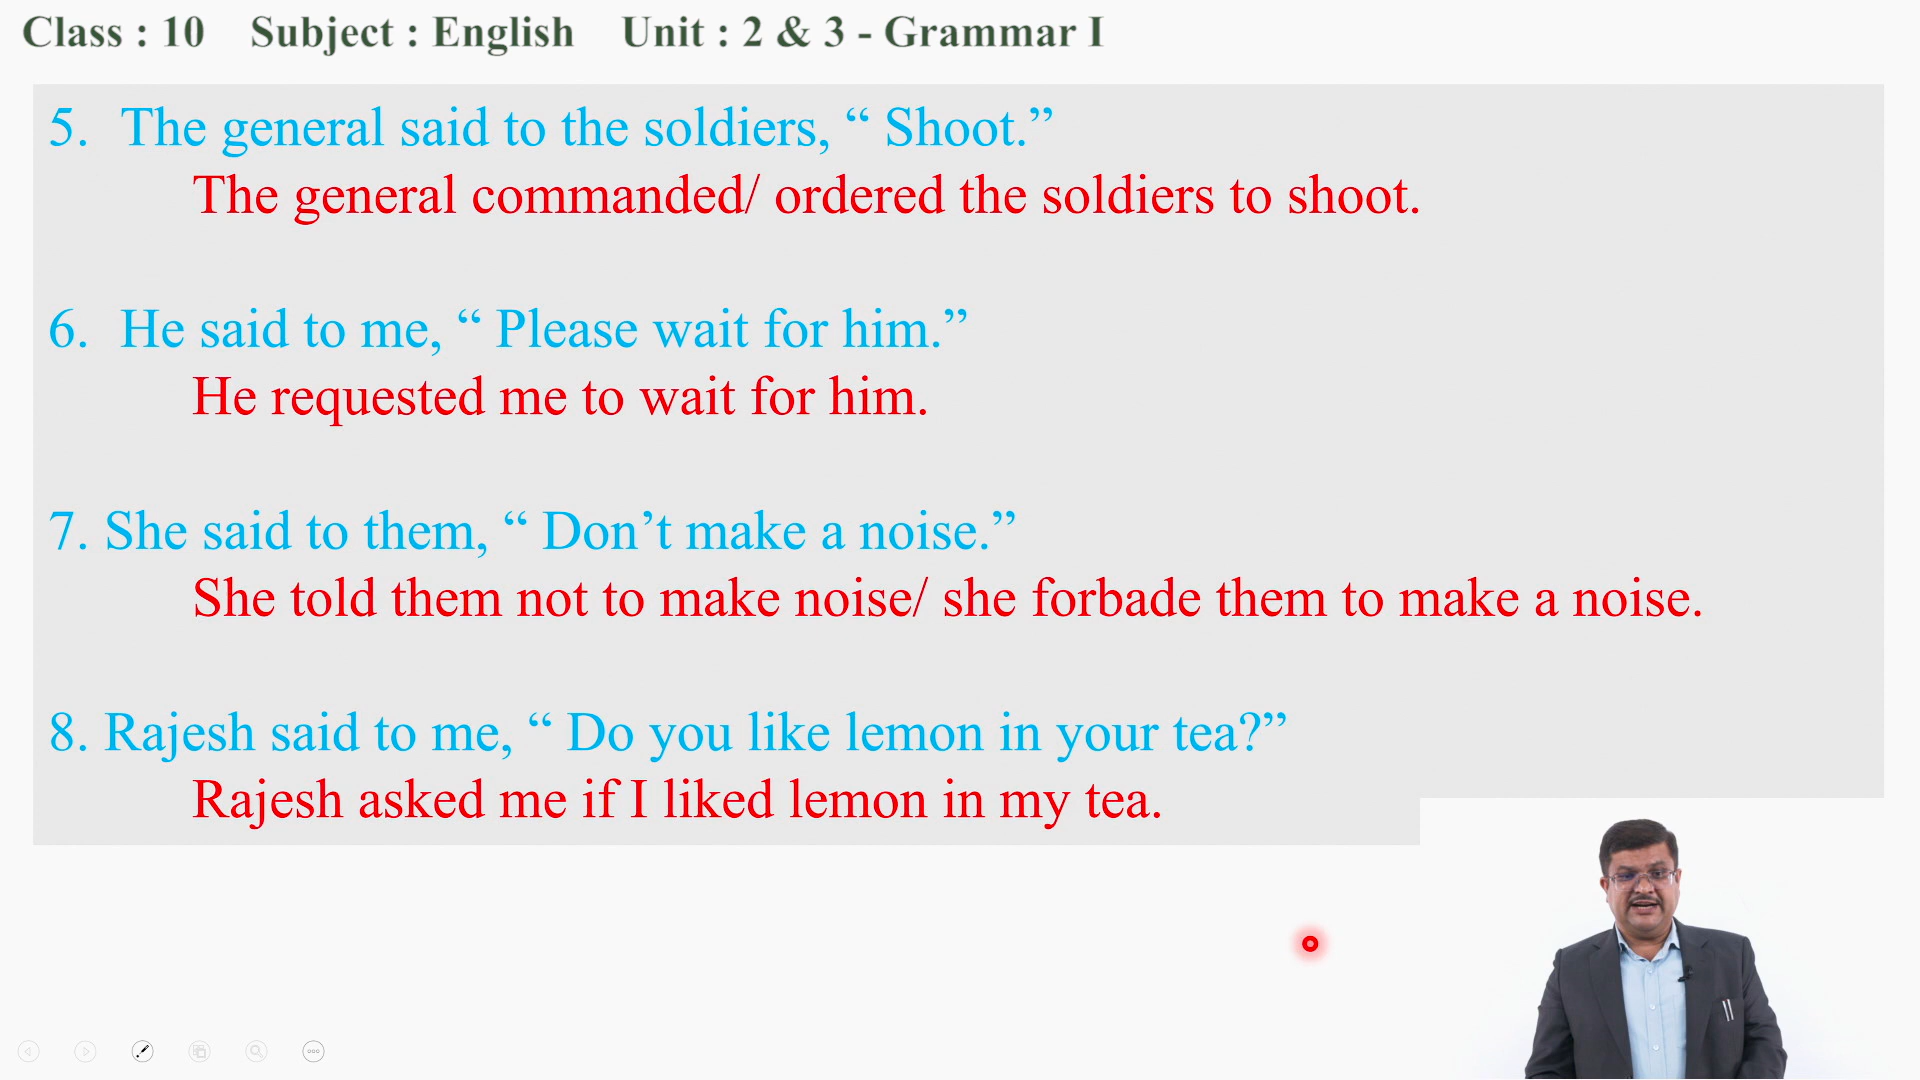 Class : 10 Subject : English Unit : 2 & 3 - Grammar I
5. The general said to the soldiers, “ Shoot.”
The general commanded/ ordered the soldiers to shoot.
6. He said to me, “ Please wait for him.”
He requested me to wait for him.
7. She said to them, “ Don’t make a noise.”
She told them not to make noise/ she forbade them to make a noise.
8. Rajesh said to me, “ Do you like lemon in your tea?”
Rajesh asked me if I liked lemon in my tea.